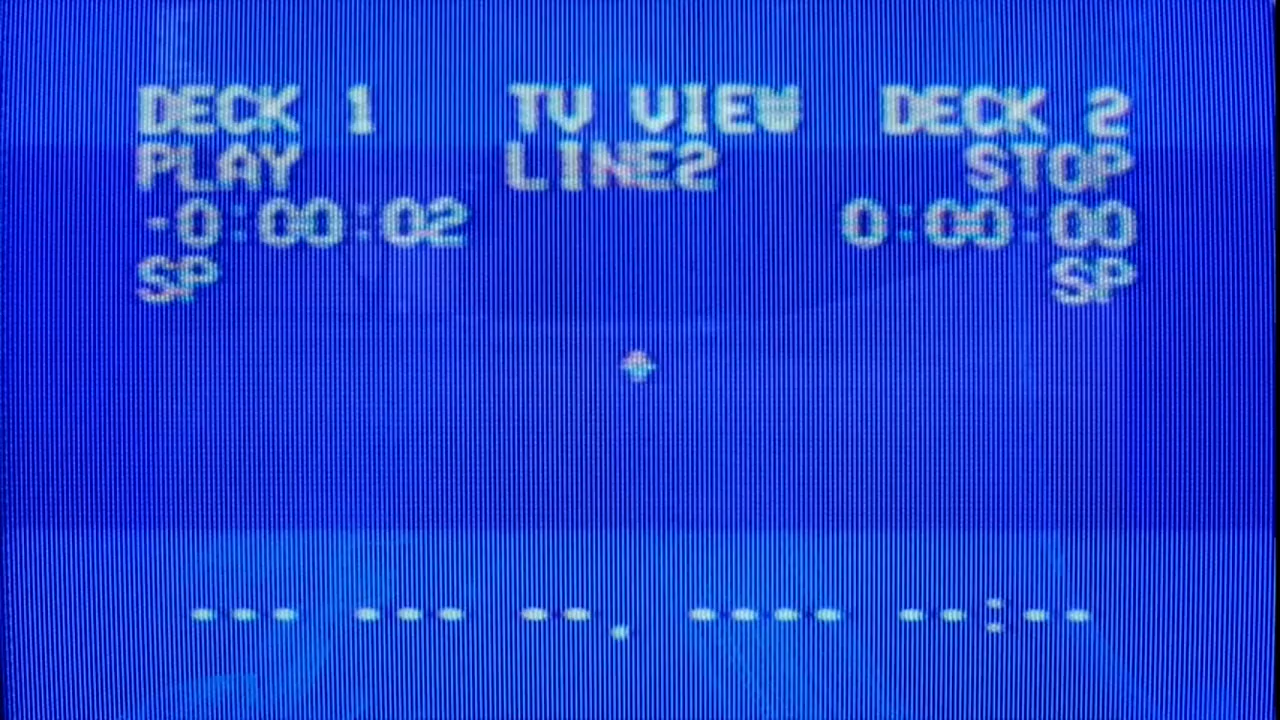 DECK 1 TV VIEW DECK 2
PLAY LINE2 STOP
-0:00:02 0:00:00
SP SP
--- --- --. ---- --:--